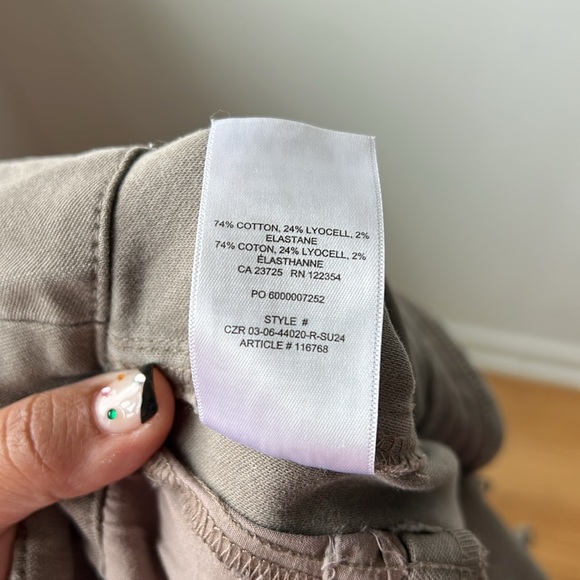 74% COTTON, 24% LYOCELL, 2%
ELASTANE
74% COTON, 24% LYOCELL, 2%
ÉLASTHANNE
CA 23725 RN 122354
PO 6000007252
STYLE #
CZR 03-06-44020-R-SU24
ARTICLE # 116768